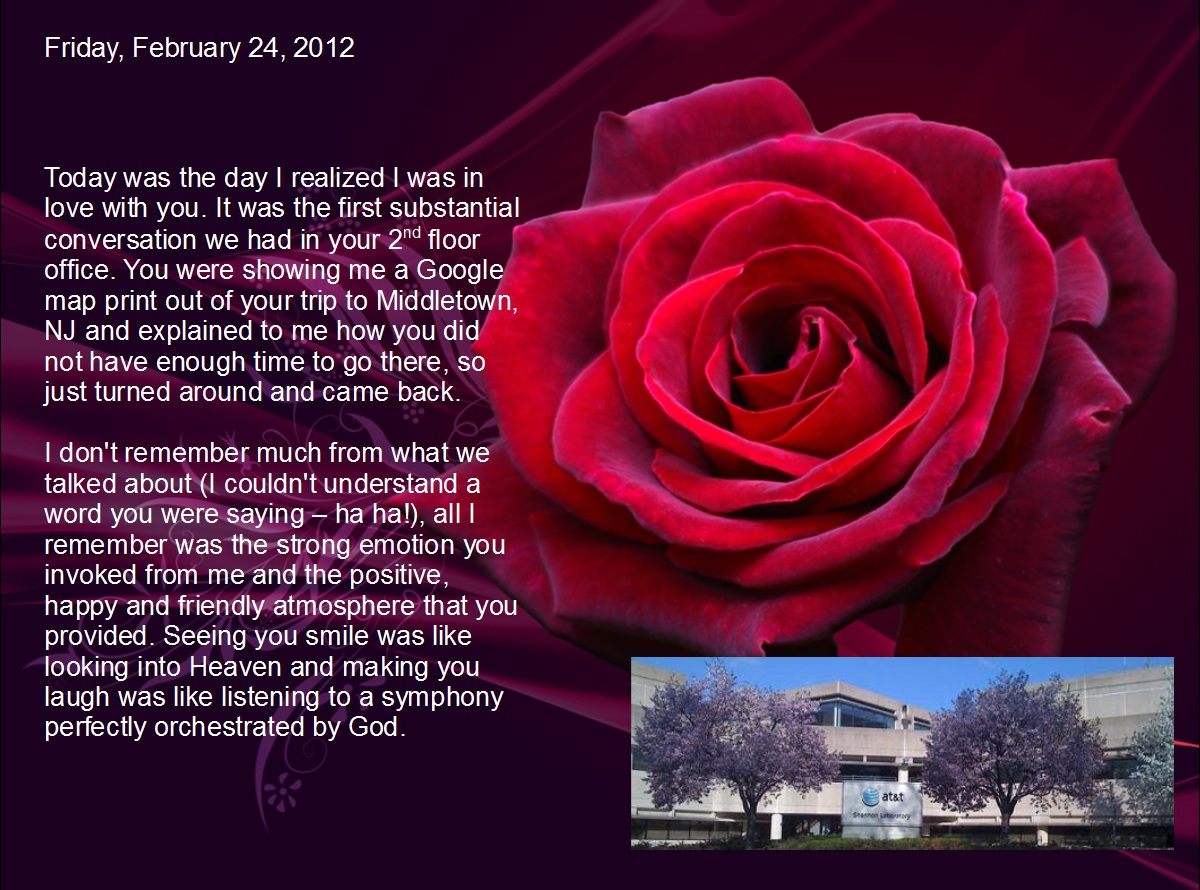 Friday, February 24, 2012
Today was the day I realized I was in
love with you. It was the first substantial
conversation we had in your 2nd floor
office. You were showing me a Google
map print out of your trip to Middletown,
NJ and explained to me how you did
not have enough time to go there, so
just turned around and came back.
I don't remember much from what we
talked about (I couldn't understand a
word you were saying – ha ha!), all I
remember was the strong emotion you
invoked from me and the positive,
happy and friendly atmosphere that you
provided. Seeing you smile was like
looking into Heaven and making you
laugh was like listening to a symphony
perfectly orchestrated by God.
at&t
Shannon Laboratory